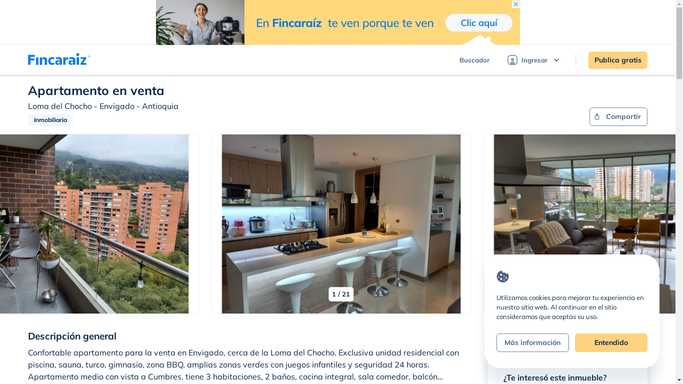 En Fincaraíz te ven porque te ven
Clic aquí
Fincaraiz
Buscador
Ingresar
Publica gratis
Apartamento en venta
Loma del Chocho - Envigado - Antioquia
Inmobiliaria
Compartir
1 / 21
Utilizamos cookies para mejorar tu experiencia en
nuestro sitio web. Al continuar en el sitio
consideramos que aceptas su uso.
Más información
Entendido
Descripción general
Confortable apartamento para la venta en Envigado, cerca de la Loma del Chocho. Exclusiva unidad residencial con
piscina, sauna, turco, gimnasio, zona BBQ, amplias zonas verdes con juegos infantiles y seguridad 24 horas.
Apartamento medio con vista a Cumbres, tiene 3 habitaciones, 2 baños, cocina integral, sala comedor, balcón...
¿Te interesó este inmueble?